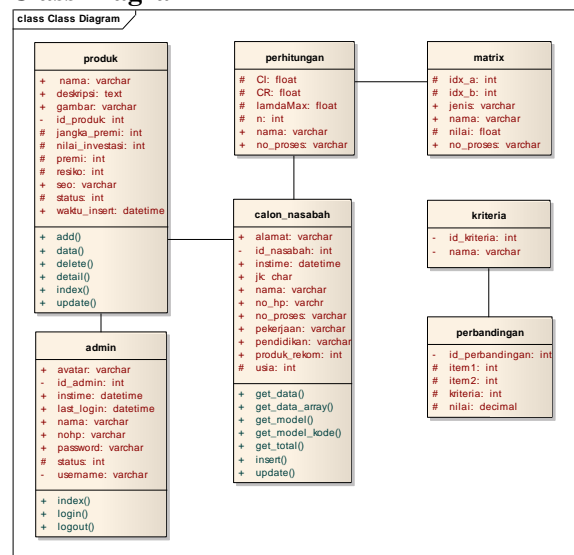 class Class Diagram
produk
+ nama: varchar
+ deskripsi: text
+ gambar: varchar
- id_produk: int
# jangka_premi: int
# nilai_investasi: int
# premi: int
# resiko: int
+ seo: varchar
# status: int
+ waktu_insert: datetime
+ add()
+ data()
+ delete()
+ detail()
+ index()
+ update()
perhitungan
# CI: float
# CR: float
# lamdaMax: float
# n: int
+ nama: varchar
+ no_proses: varchar
matrix
# idx_a: int
# idx_b: int
+ jenis: varchar
+ nama: varchar
# nilai: float
+ no_proses: varchar
calon_nasabah
+ alamat: varchar
- id_nasabah: int
+ instime: datetime
+ jk: char
+ nama: varchar
+ no_hp: varchr
+ no_proses: varchar
+ pekerjaan: varchar
+ pendidikan: varchar
+ produk_rekom: int
# usia: int
+ get_data()
+ get_data_array()
+ get_model()
+ get_model_kode()
+ get_total()
+ insert()
+ update()
kriteria
- id_kriteria: int
- nama: varchar
perbandingan
- id_perbandingan: int
# item1: int
# item2: int
# kriteria: int
# nilai: decimal
admin
+ avatar: varchar
- id_admin: int
+ instime: datetime
+ last_login: datetime
+ nama: varchar
+ nohp: varchar
+ password: varchar
# status: int
- username: varchar
+ index()
+ login()
+ logout()